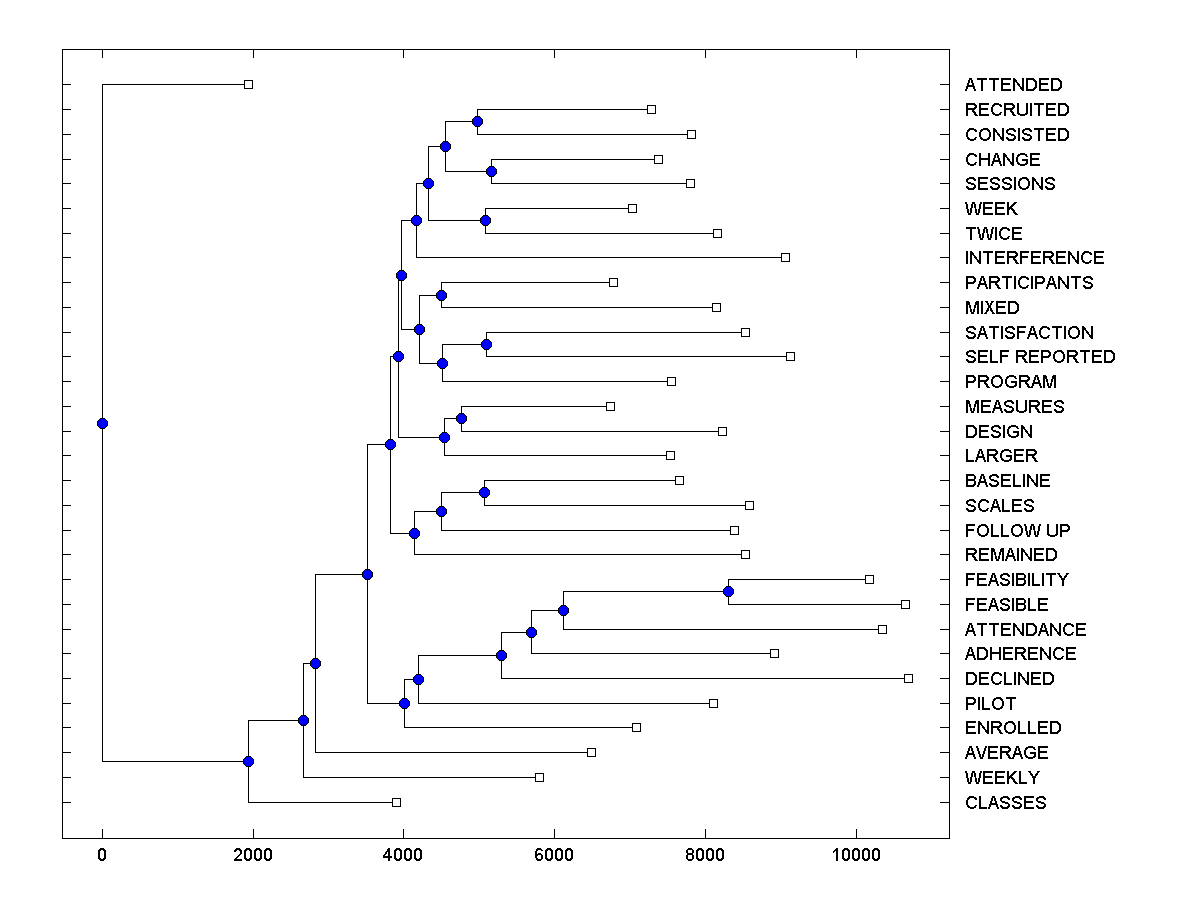 ATTENDED
RECRUITED
CONSISTED
CHANGE
SESSIONS
WEEK
TWICE
INTERFERENCE
PARTICIPANTS
MIXED
SATISFACTION
SELF REPORTED
PROGRAM
MEASURES
DESIGN
LARGER
BASELINE
SCALES
FOLLOW UP
REMAINED
FEASIBILITY
FEASIBLE
ATTENDANCE
ADHERENCE
DECLINED
PILOT
ENROLLED
AVERAGE
WEEKLY
CLASSES
0 2000 4000 6000 8000 10000